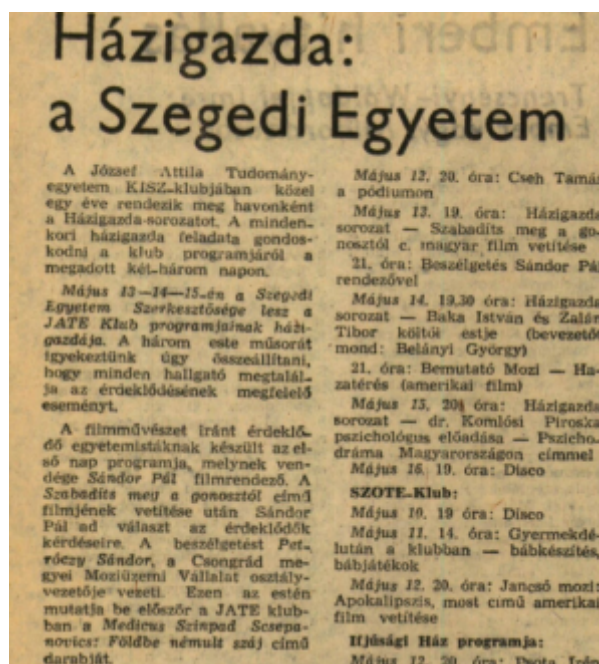 Házigazda:
a Szegedi Egyetem
A József Attila Tudomány-
egyetem KISZ-klubjában közel
egy éve rendezik meg havonként
a Házigazda-sorozatot. A minden-
kori házigazda feladata gondos-
kodni a klub programjáról a
megadott két-három napon.
Május 13—14—15-én a Szegedi
Egyetem Szerkesztősége lesz a
JATE Klub programjainak házi-
gazdája. A három este műsorát
igyekeztünk úgy összeállítani,
hogy minden hallgató megtalál-
ja az érdeklődésének megfelelő
eseményt.
A filmművészet iránt érdeklő-
dő egyetemistáknak készült az el-
ső nap programja, melynek ven-
dége Sándor Pál filmrendező. A
Szabadíts meg a gonosztól című
filmjének vetítése után Sándor
Pál ad választ az érdeklődők
kérdéseire. A beszélgetést Pet-
róczy Sándor, a Csongrád me-
gyei Moziüzemi Vállalat osztály-
vezetője vezeti. Ezen az estén
mutatja be először a JATE klub-
ban a Medicus Színpad Scsepa-
novics: Földbe némult száj című
darabját.
Május 12. 20. óra: Cseh Tamás
a pódiumon
Május 13. 19. óra: Házigazda
sorozat — Szabadíts meg a go-
nosztól c. magyar film vetítése
21. óra: Beszélgetés Sándor Pál
rendezővel
Május 14. 19.30 óra: Házigazda
sorozat — Baka István és Zalán
Tibor költői estje (bevezetőt
mond: Belányi György)
21. óra: Bemutató Mozi — Ha-
zatérés (amerikai film)
Május 15. 20 óra: Házigazda
sorozat — dr. Komlósi Piroska
pszichológus előadása — Pszicho-
dráma Magyarországon címmel
Május 16. 19. óra: Disco
SZOTE-Klub:
Május 10. 19 óra: Disco
Május 11. 14. óra: Gyermekdé-
lután a klubban — bábkészítés,
bábjátékok
Május 12. 20. óra: Jancsó mozi:
Apokalipszis, most című amerikai
film vetítése
Ifjúsági Ház programja:
Május 12. 20 óra: